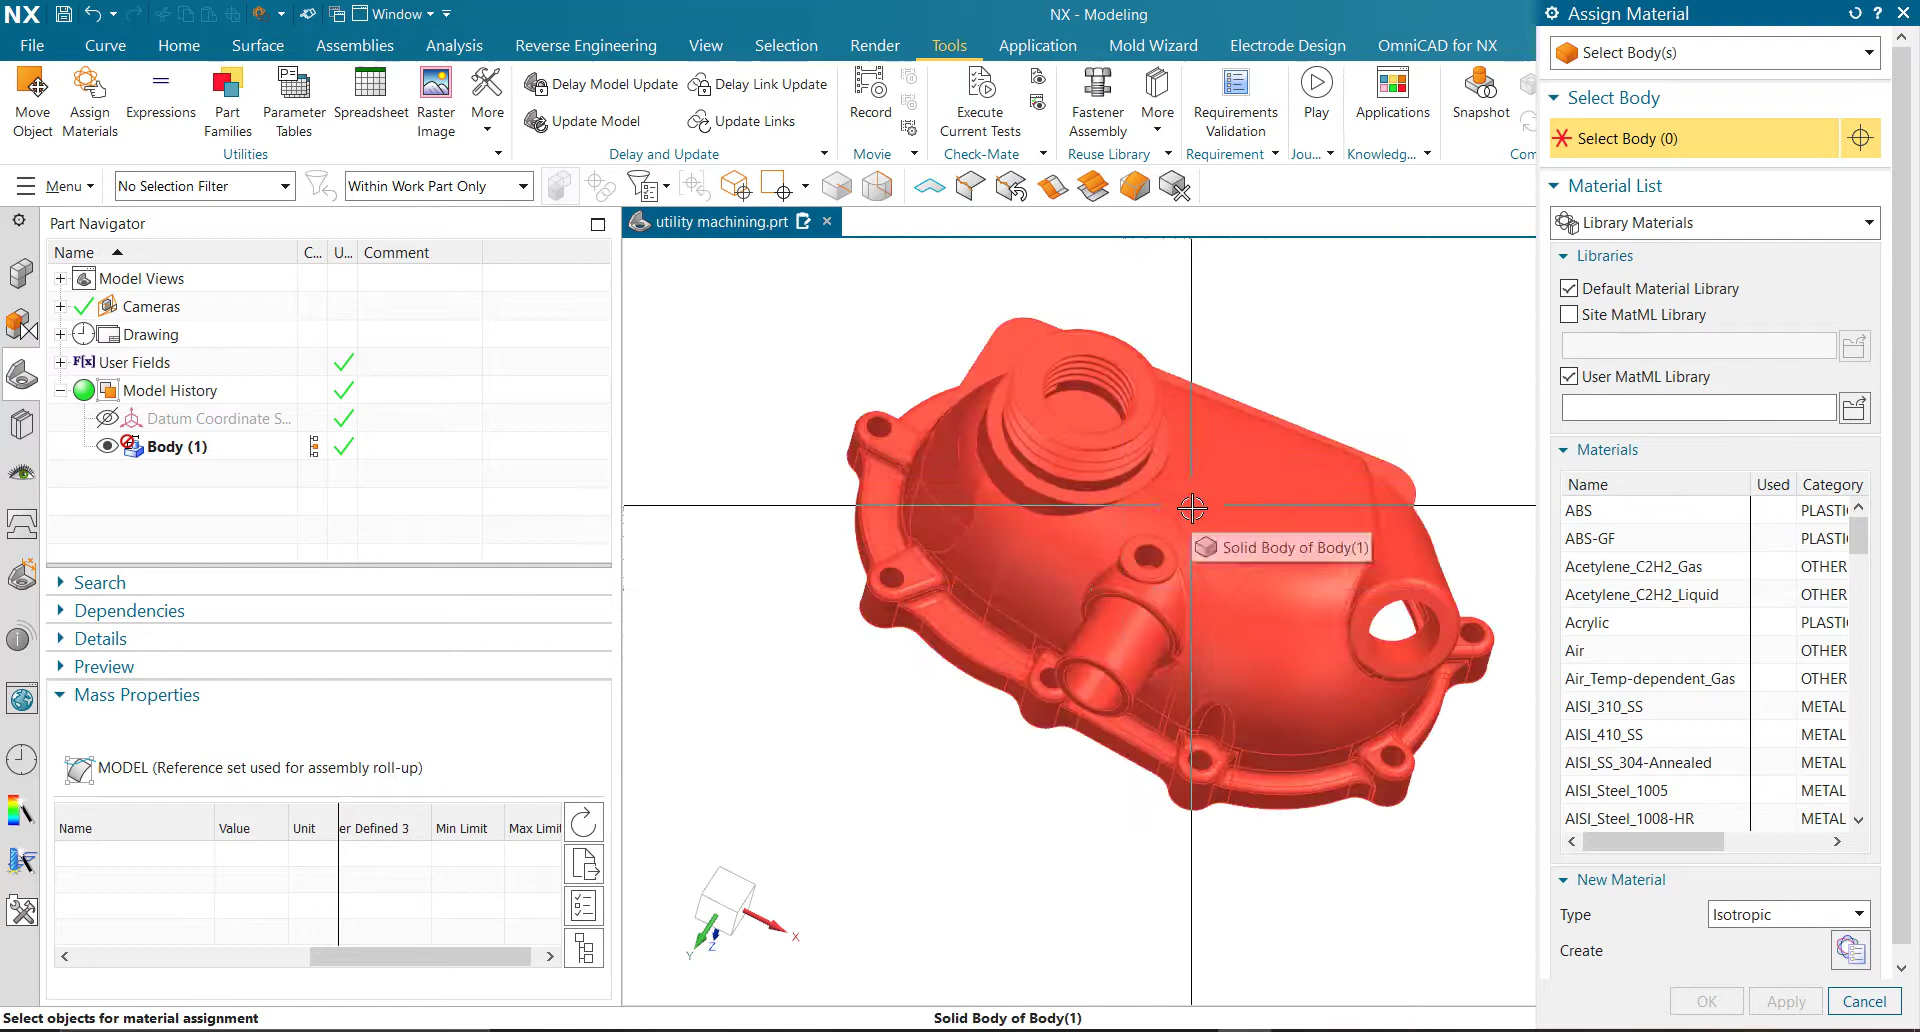 NX
Window
NX - Modeling
Assign Material
File
Curve
Home
Surface
Assemblies
Analysis
Reverse Engineering
View
Selection
Render
Tools
Application
Mold Wizard
Electrode Design
OmniCAD for NX
Select Body(s)
Move Object
Assign Materials
Expressions
Part Families
Parameter Tables
Spreadsheet
Raster Image
More
Delay Model Update
Update Model
Delay Link Update
Update Links
Record
Execute Current Tests
Fastener Assembly
More
Requirements Validation
Play
Applications
Snapshot
Utilities
Delay and Update
Movie
Check-Mate
Reuse Library
Requirement
Jou...
Knowledg...
Com
Select Body
Select Body (0)
Menu
No Selection Filter
Within Work Part Only
Material List
Library Materials
Part Navigator
utility machining.prt
Name
C...
U...
Comment
Model Views
Cameras
Drawing
F[x] User Fields
Model History
Datum Coordinate S...
Body (1)
Search
Dependencies
Details
Preview
Mass Properties
MODEL (Reference set used for assembly roll-up)
Name
Value
Unit
er Defined 3
Min Limit
Max Limit
Solid Body of Body(1)
X
Y
Z
Libraries
Default Material Library
Site MatML Library
User MatML Library
Materials
Name
Used
Category
ABS
PLASTI
ABS-GF
PLASTI
Acetylene_C2H2_Gas
OTHER
Acetylene_C2H2_Liquid
OTHER
Acrylic
PLASTI
Air
OTHER
Air_Temp-dependent_Gas
OTHER
AISI_310_SS
METAL
AISI_410_SS
METAL
AISI_SS_304-Annealed
METAL
AISI_Steel_1005
METAL
AISI_Steel_1008-HR
METAL
New Material
Type
Isotropic
Create
OK
Apply
Cancel
Select objects for material assignment
Solid Body of Body(1)